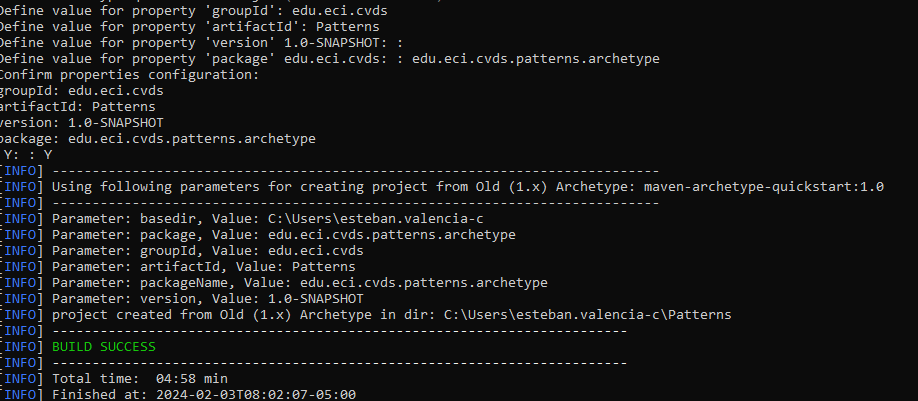 Define value for property 'groupId': edu.eci.cvds
Define value for property 'artifactId': Patterns
Define value for property 'version' 1.0-SNAPSHOT: :
Define value for property 'package' edu.eci.cvds: : edu.eci.cvds.patterns.archetype
Confirm properties configuration:
groupId: edu.eci.cvds
artifactId: Patterns
version: 1.0-SNAPSHOT
package: edu.eci.cvds.patterns.archetype
Y: : Y
[INFO] ----------------------------------------------------------------------------
[INFO] Using following parameters for creating project from Old (1.x) Archetype: maven-archetype-quickstart:1.0
[INFO] ----------------------------------------------------------------------------
[INFO] Parameter: basedir, Value: C:\Users\esteban.valencia-c
[INFO] Parameter: package, Value: edu.eci.cvds.patterns.archetype
[INFO] Parameter: groupId, Value: edu.eci.cvds
[INFO] Parameter: artifactId, Value: Patterns
[INFO] Parameter: packageName, Value: edu.eci.cvds.patterns.archetype
[INFO] Parameter: version, Value: 1.0-SNAPSHOT
[INFO] project created from Old (1.x) Archetype in dir: C:\Users\esteban.valencia-c\Patterns
[INFO] ------------------------------------------------------------------------
[INFO] BUILD SUCCESS
[INFO] ------------------------------------------------------------------------
[INFO] Total time:  04:58 min
[INFO] Finished at: 2024-02-03T08:02:07-05:00